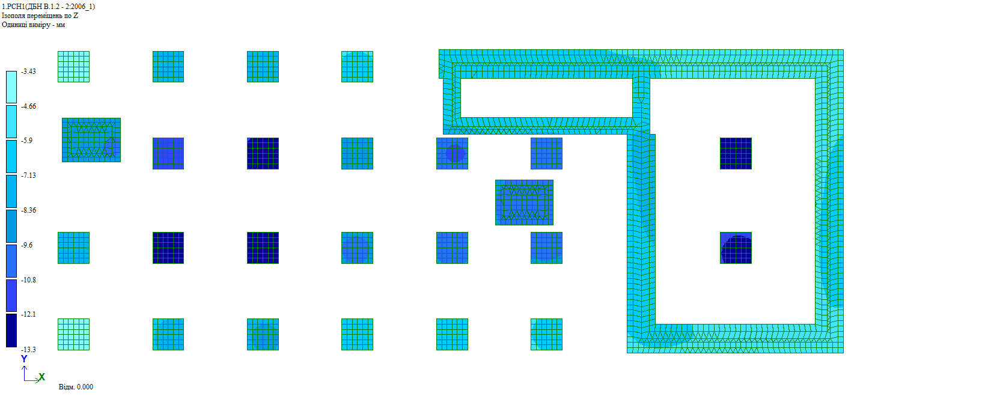 1.РСН1(ДБН В.1.2 - 2:2006_1)
Ізополя переміщень по Z
Одиниці виміру - мм
-3.43
-4.66
-5.9
-7.13
-8.36
-9.6
-10.8
-12.1
-13.3
Y
X
Відм. 0.000